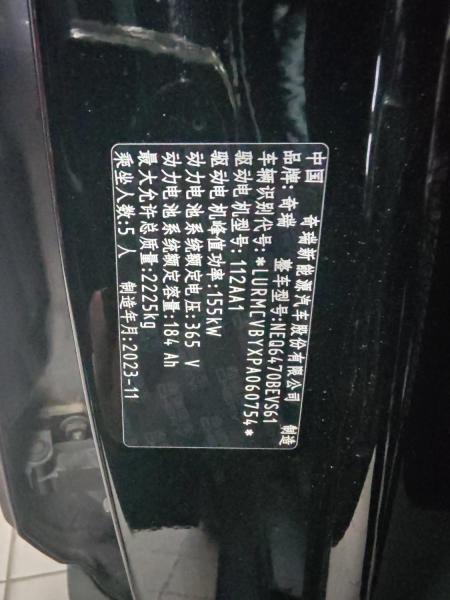 中国 奇瑞新能源汽车股份有限公司 制造
品牌: 奇瑞 整车型号:NEQ6470BEVS61
车辆识别代号:*LURMCVBYXPA060754*
驱动电机型号:112AA1
驱动电机峰值功率:155kW
动力电池系统额定电压:365 V
动力电池系统额定容量:184 Ah
最大允许总质量:2225kg
乘坐人数:5 人 制造年月:2023-11